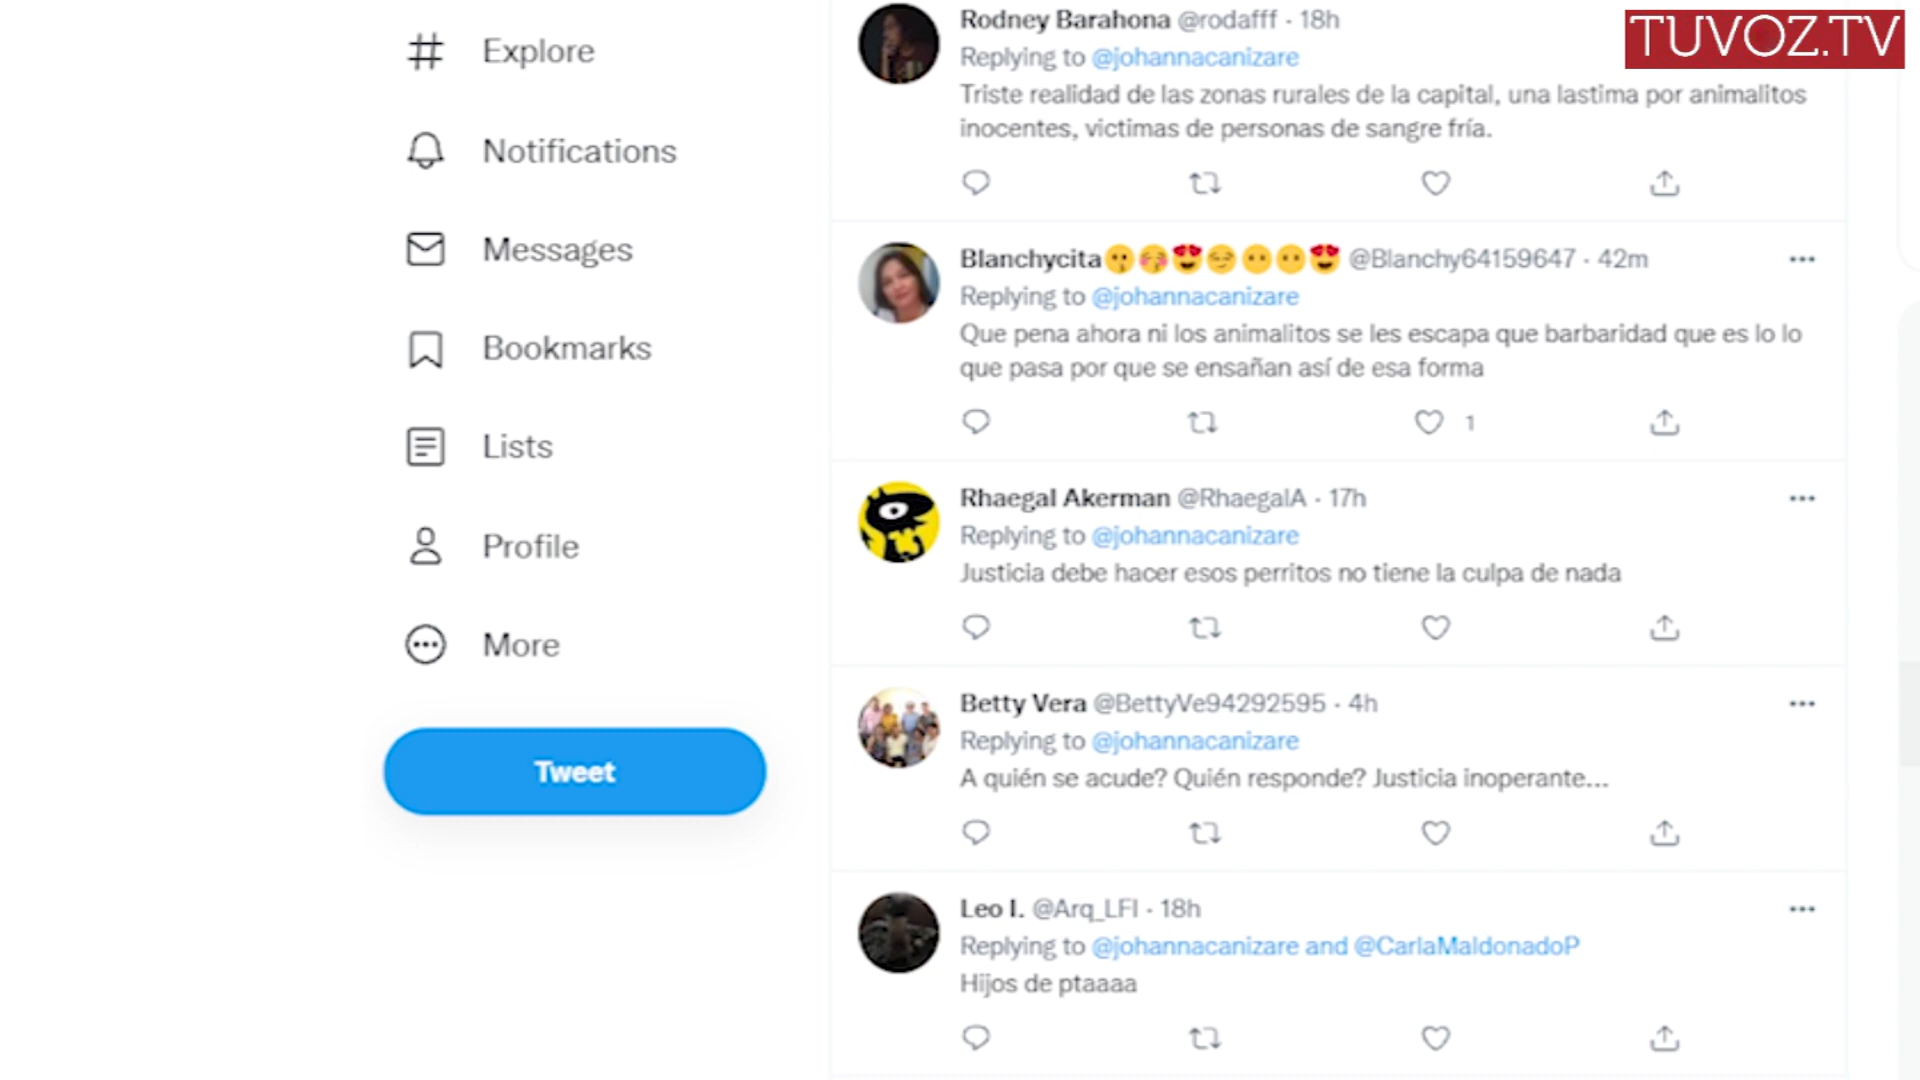 TUVOZ.TV
Explore
Notifications
Messages
Bookmarks
Lists
Profile
More
Tweet
Rodney Barahona @rodafff · 18h
Replying to @johannacanizare
Triste realidad de las zonas rurales de la capital, una lastima por animalitos
inocentes, victimas de personas de sangre fría.
Blanchycita @Blanchy64159647 · 42m
Replying to @johannacanizare
Que pena ahora ni los animalitos se les escapa que barbaridad que es lo lo
que pasa por que se ensañan así de esa forma
1
Rhaegal Akerman @RhaegalA · 17h
Replying to @johannacanizare
Justicia debe hacer esos perritos no tiene la culpa de nada
Betty Vera @BettyVe94292595 · 4h
Replying to @johannacanizare
A quién se acude? Quién responde? Justicia inoperante...
Leo I. @Arq_LFI · 18h
Replying to @johannacanizare and @CarlaMaldonadoP
Hijos de ptaaaa